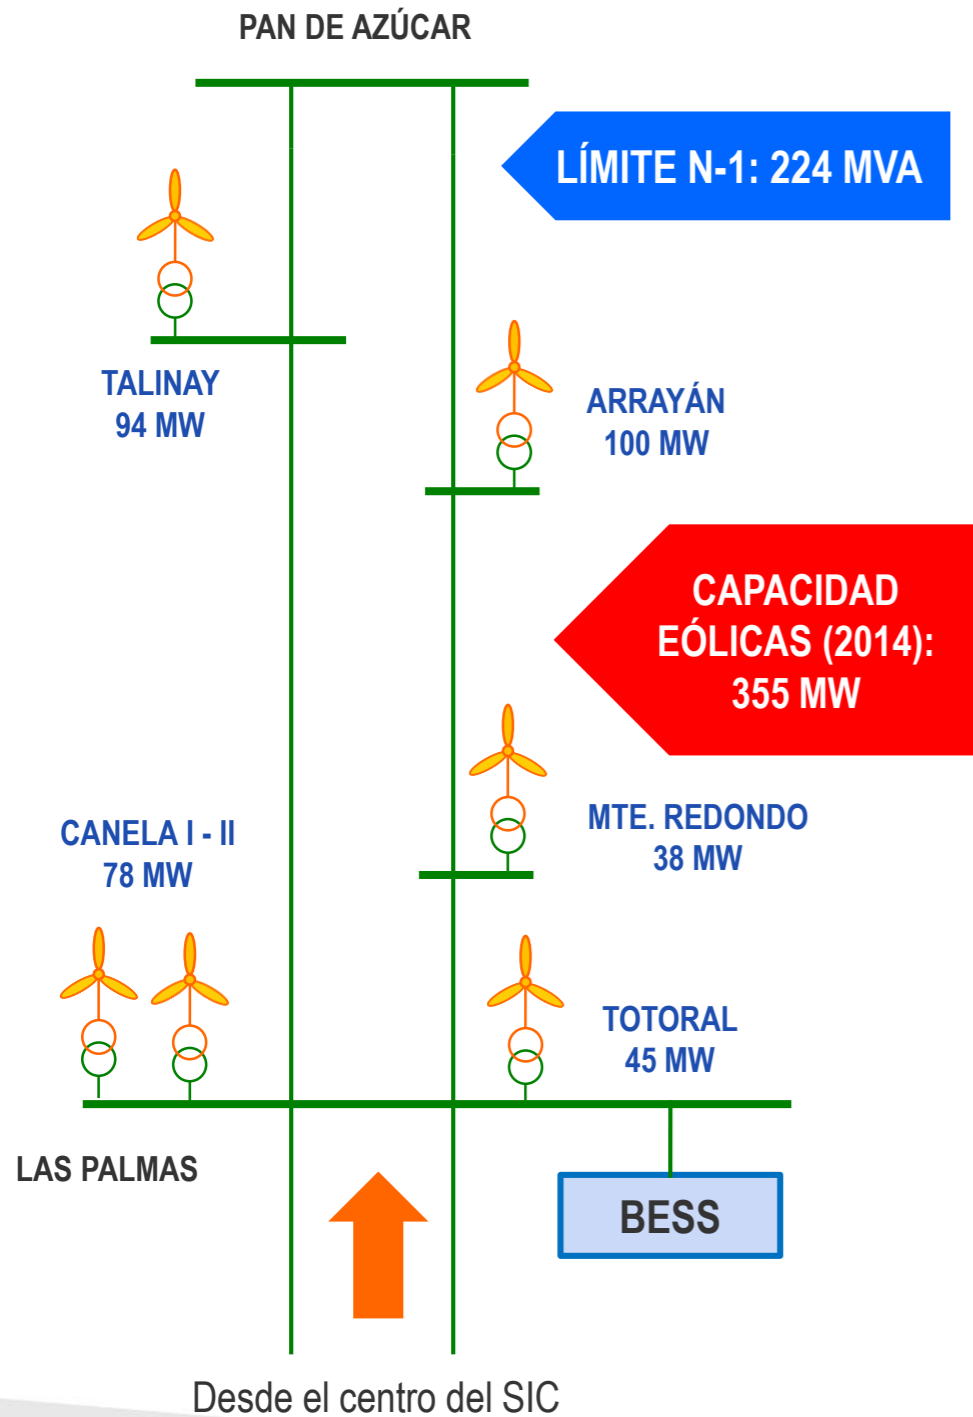 PAN DE AZÚCAR
LÍMITE N-1: 224 MVA
TALINAY
94 MW
ARRAYÁN
100 MW
CAPACIDAD
EÓLICAS (2014):
355 MW
CANELA I - II
78 MW
MTE. REDONDO
38 MW
TOTORAL
45 MW
LAS PALMAS
BESS
Desde el centro del SIC